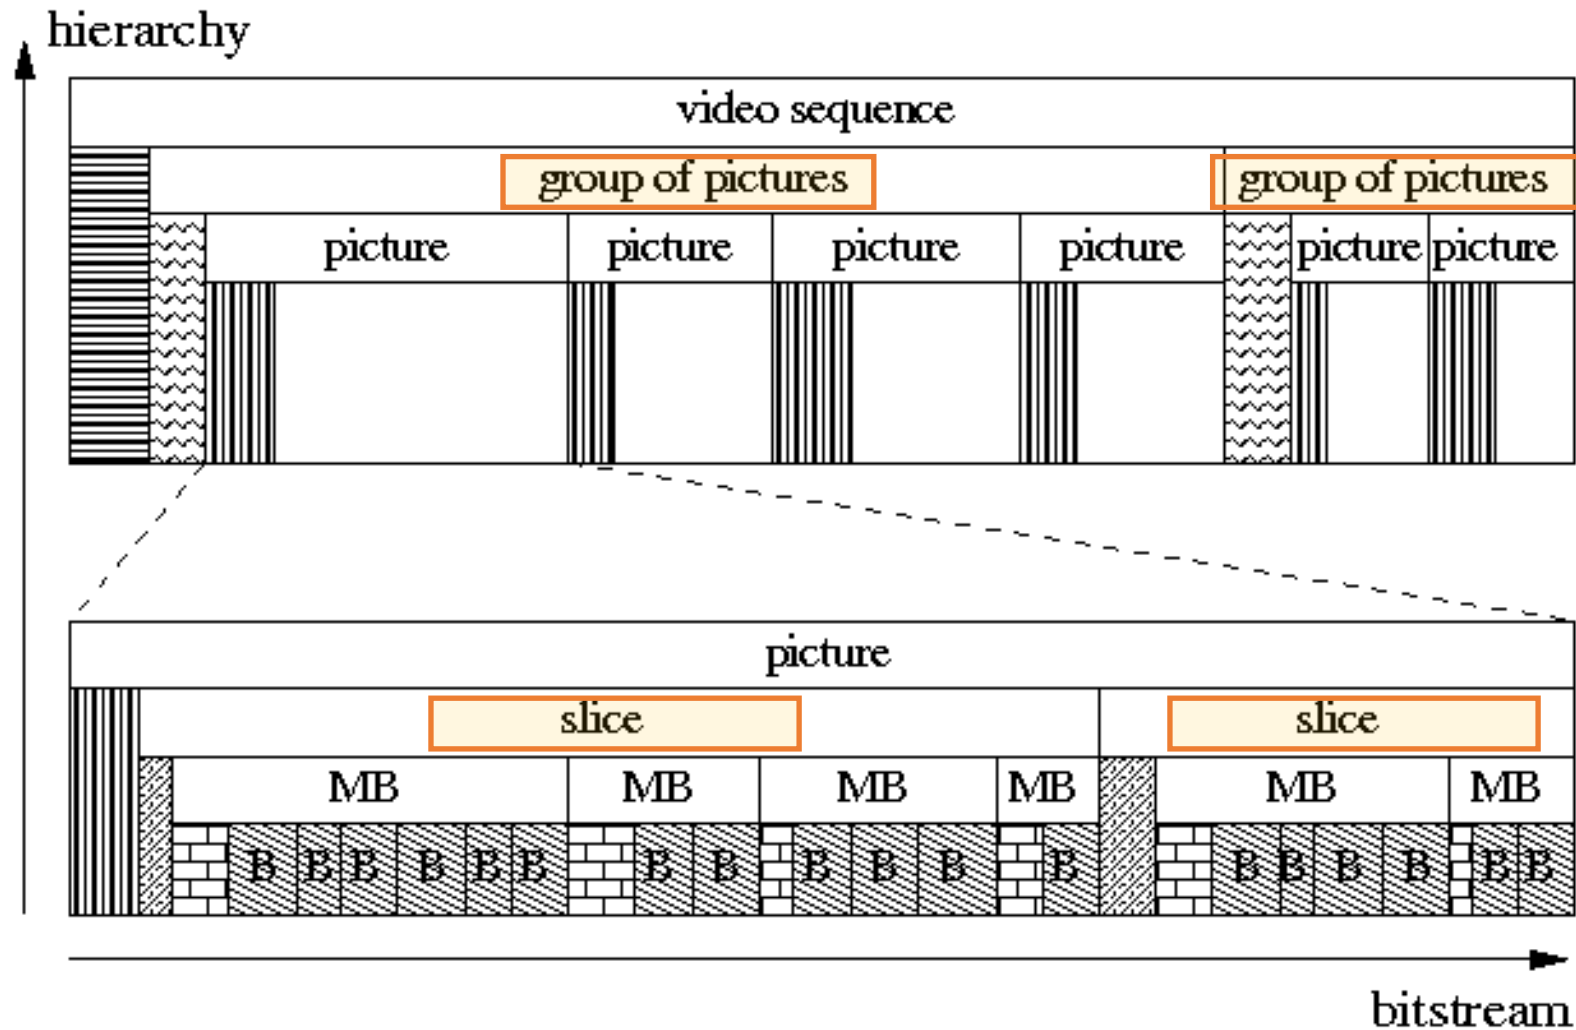 hierarchy
video sequence
group of pictures group of pictures
picture picture picture picture picture picture
picture
slice slice
MB MB MB MB MB MB
B B B B B B B B B B B B B B B B B B
bitstream